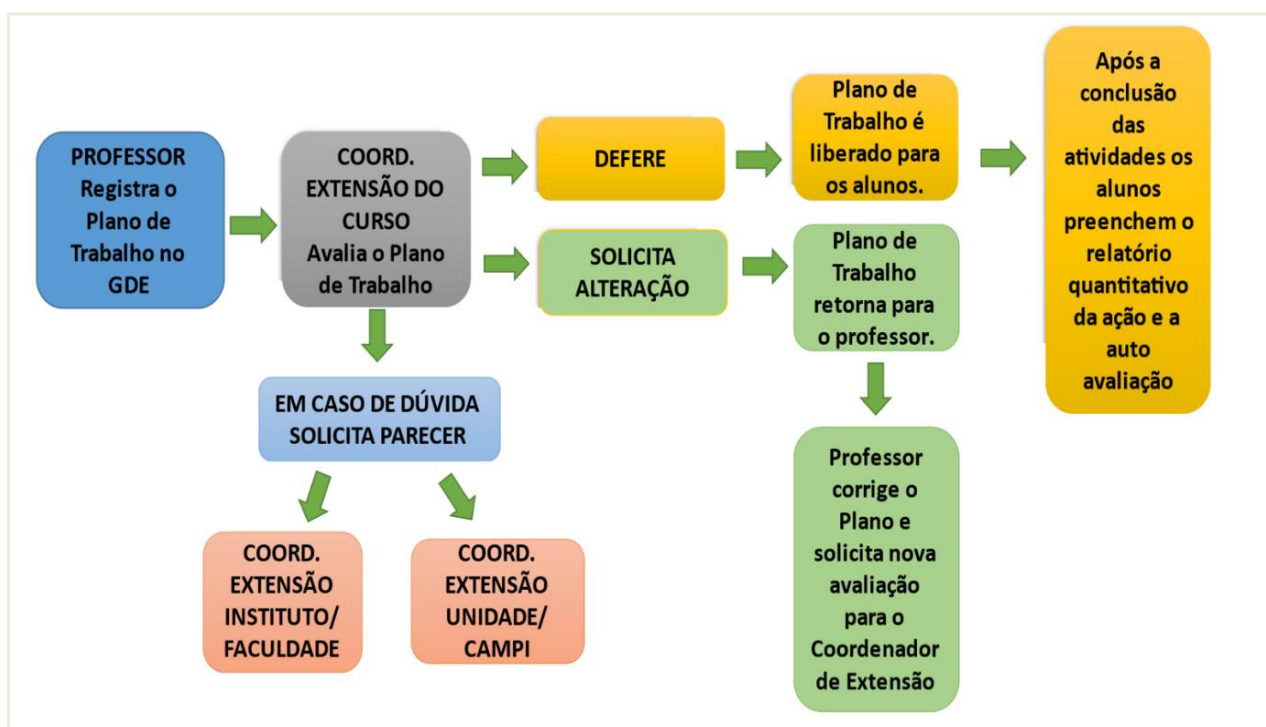 PROFESSOR
Registra o
Plano de
Trabalho no
GDE
COORD.
EXTENSÃO DO
CURSO
Avalia o Plano
de Trabalho
DEFERE
Plano de
Trabalho é
liberado para
os alunos.
Após a
conclusão
das
atividades os
alunos
preenchem o
relatório
quantitativo
da ação e a
auto
avaliação
SOLICITA
ALTERAÇÃO
Plano de
Trabalho
retorna para
o professor.
EM CASO DE DÚVIDA
SOLICITA PARECER
COORD.
EXTENSÃO
INSTITUTO/
FACULDADE
COORD.
EXTENSÃO
UNIDADE/
CAMPI
Professor
corrige o
Plano e
solicita nova
avaliação
para o
Coordenador
de Extensão